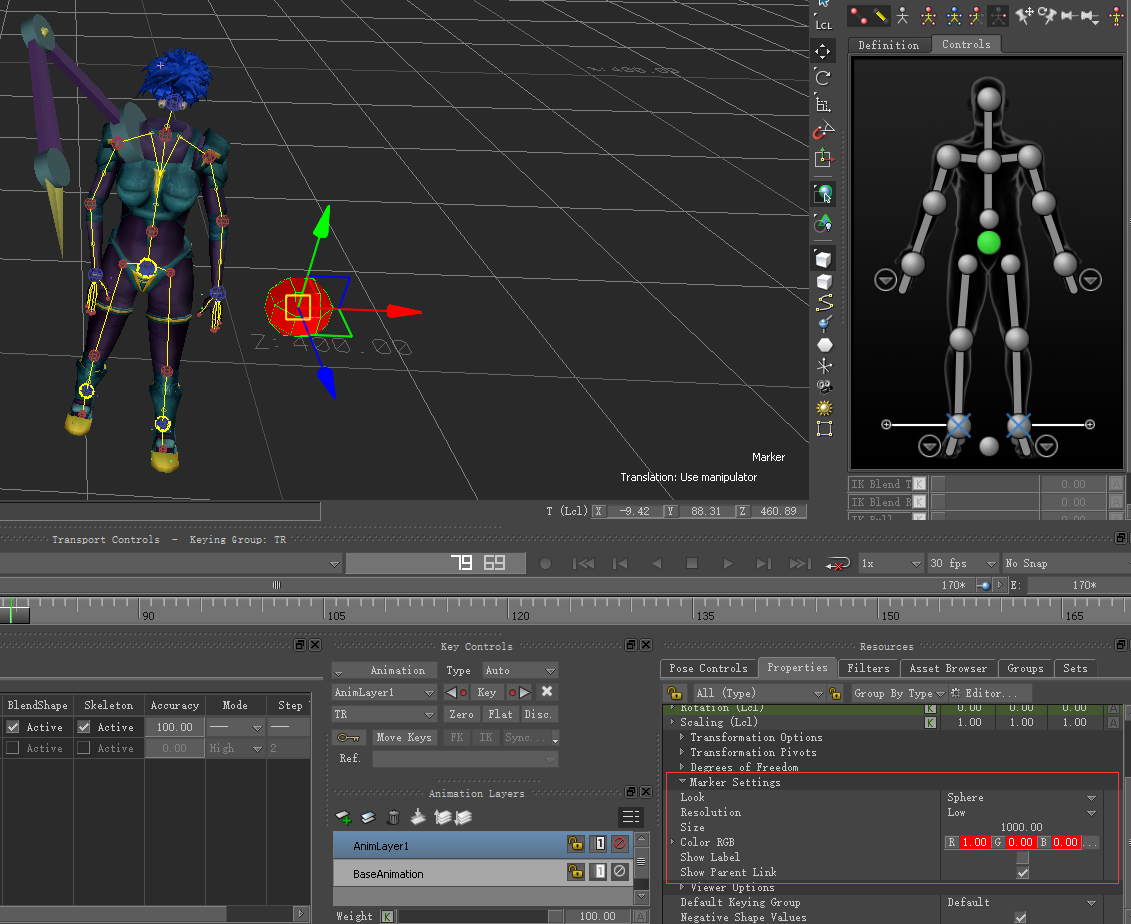 LCL
Definition
Controls
X: 400.00
Z: 400.00
Marker
Translation: Use manipulator
IK Blend T K 0.00 A
IK Blend R K 0.00 A
T (Lcl) X -9.42 Y 88.31 Z 460.89
Transport Controls - Keying Group: TR
79 69
1x
30 fps
No Snap
170*
E:
170*
90
105
120
135
150
165
Key Controls
Animation
Type
Auto
AnimLayer1
Key
TR
Zero
Flat
Disc.
Move Keys
FK
IK
Sync...
Ref.
BlendShape
Skeleton
Accuracy
Mode
Step
Active
Active
100.00
Active
Active
0.00
High
2
Animation Layers
AnimLayer1
1
BaseAnimation
1
Weight
K
100.00
A
Resources
Pose Controls
Properties
Filters
Asset Browser
Groups
Sets
All (Type)
Group By Type
Editor...
Rotation (Lcl) K 0.00 0.00 0.00 A
Scaling (Lcl) K 1.00 1.00 1.00 A
Transformation Options
Transformation Pivots
Degrees of Freedom
Marker Settings
Look Sphere
Resolution Low
Size 1000.00
Color RGB R 1.00 G 0.00 B 0.00 ...
Show Label
Show Parent Link
Viewer Options
Default Keying Group Default
Negative Shape Values